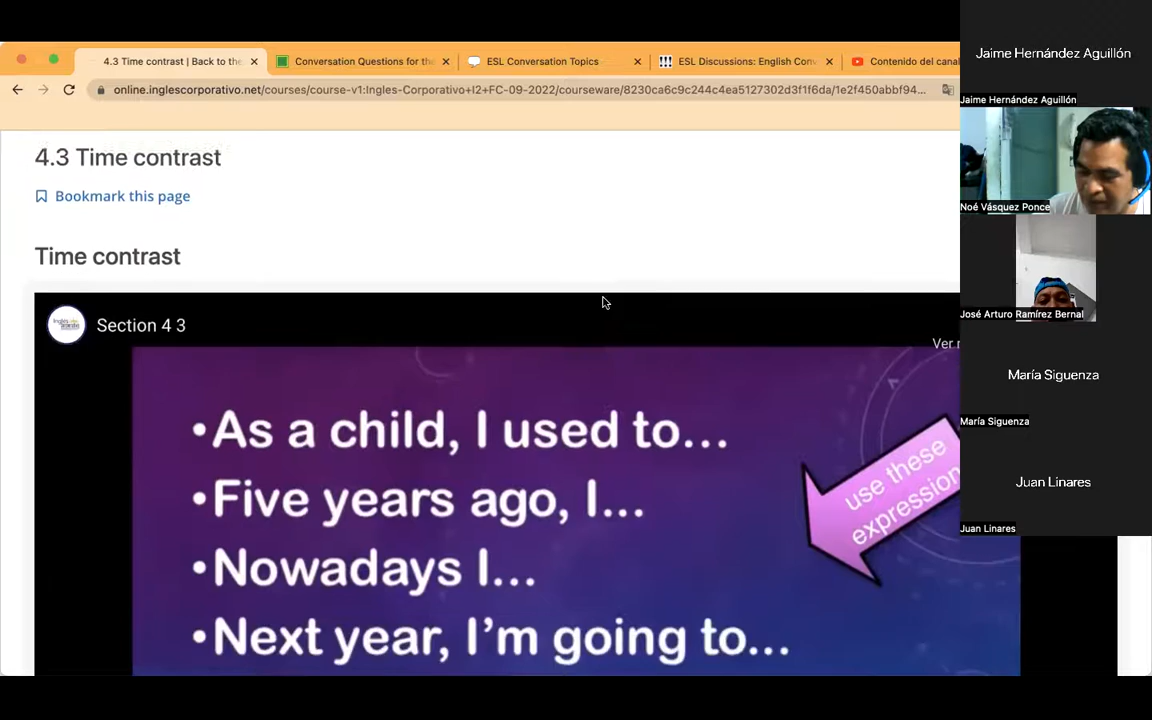 4.3 Time contrast | Back to the
Conversation Questions for the
ESL Conversation Topics
ESL Discussions: English Conv
Contenido del canal
online.inglescorporativo.net/courses/course-v1:Ingles-Corporativo+I2+FC-09-2022/courseware/8230ca6c9c244c4ea5127302d3f1f6da/1e2f450abbf94...
4.3 Time contrast
Bookmark this page
Time contrast
Section 4 3
Ver
•As a child, I used to...
•Five years ago, I...
•Nowadays I...
•Next year, I'm going to...
use these
expression
Jaime Hernández Aguillón
Jaime Hernández Aguillón
Noé Vásquez Ponce
José Arturo Ramírez Bernal
María Siguenza
María Siguenza
Juan Linares
Juan Linares